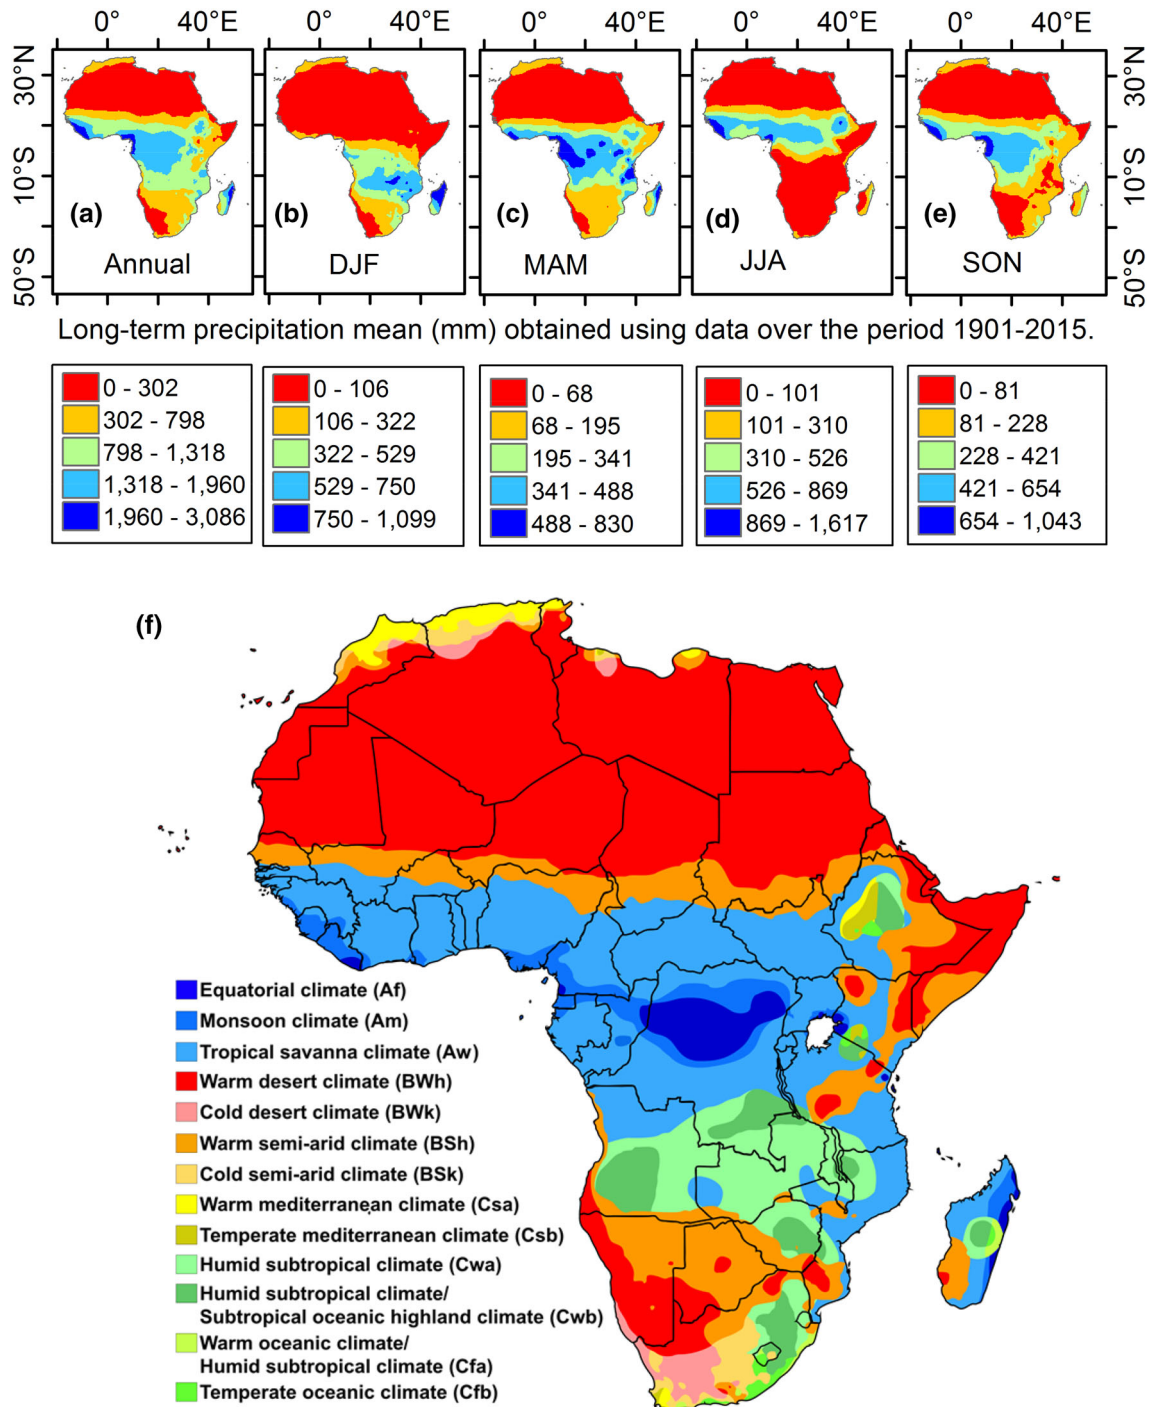 0° 40°E 0° 40°E 0° 40°E 0° 40°E 0° 40°E
30°N 10°S 50°S
(a) Annual
(b) DJF
(c) MAM
(d) JJA
(e) SON
30°N 10°S 50°S
Long-term precipitation mean (mm) obtained using data over the period 1901-2015.
0 - 302
302 - 798
798 - 1,318
1,318 - 1,960
1,960 - 3,086
0 - 106
106 - 322
322 - 529
529 - 750
750 - 1,099
0 - 68
68 - 195
195 - 341
341 - 488
488 - 830
0 - 101
101 - 310
310 - 526
526 - 869
869 - 1,617
0 - 81
81 - 228
228 - 421
421 - 654
654 - 1,043
(f)
Equatorial climate (Af)
Monsoon climate (Am)
Tropical savanna climate (Aw)
Warm desert climate (BWh)
Cold desert climate (BWk)
Warm semi-arid climate (BSh)
Cold semi-arid climate (BSk)
Warm mediterranean climate (Csa)
Temperate mediterranean climate (Csb)
Humid subtropical climate (Cwa)
Humid subtropical climate/
Subtropical oceanic highland climate (Cwb)
Warm oceanic climate/
Humid subtropical climate (Cfa)
Temperate oceanic climate (Cfb)